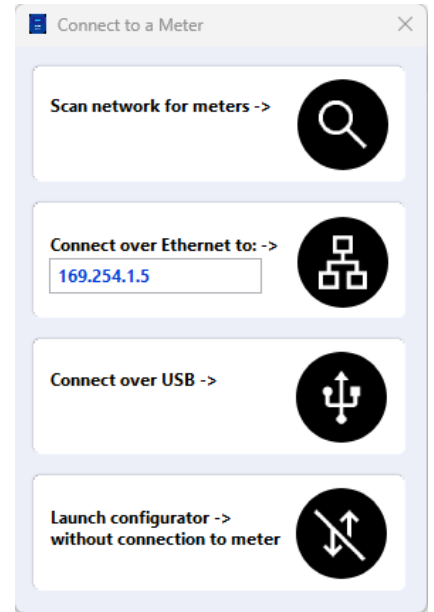 Connect to a Meter
Scan network for meters ->
Connect over Ethernet to: ->
169.254.1.5
Connect over USB ->
Launch configurator ->
without connection to meter